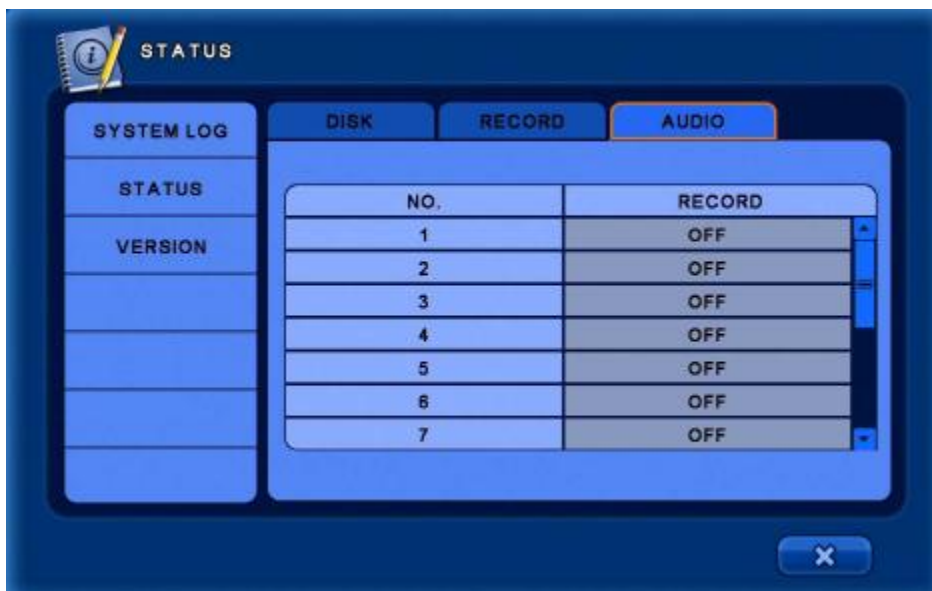 STATUS
SYSTEM LOG
STATUS
VERSION
DISK RECORD AUDIO
NO. RECORD
1 OFF
2 OFF
3 OFF
4 OFF
5 OFF
6 OFF
7 OFF